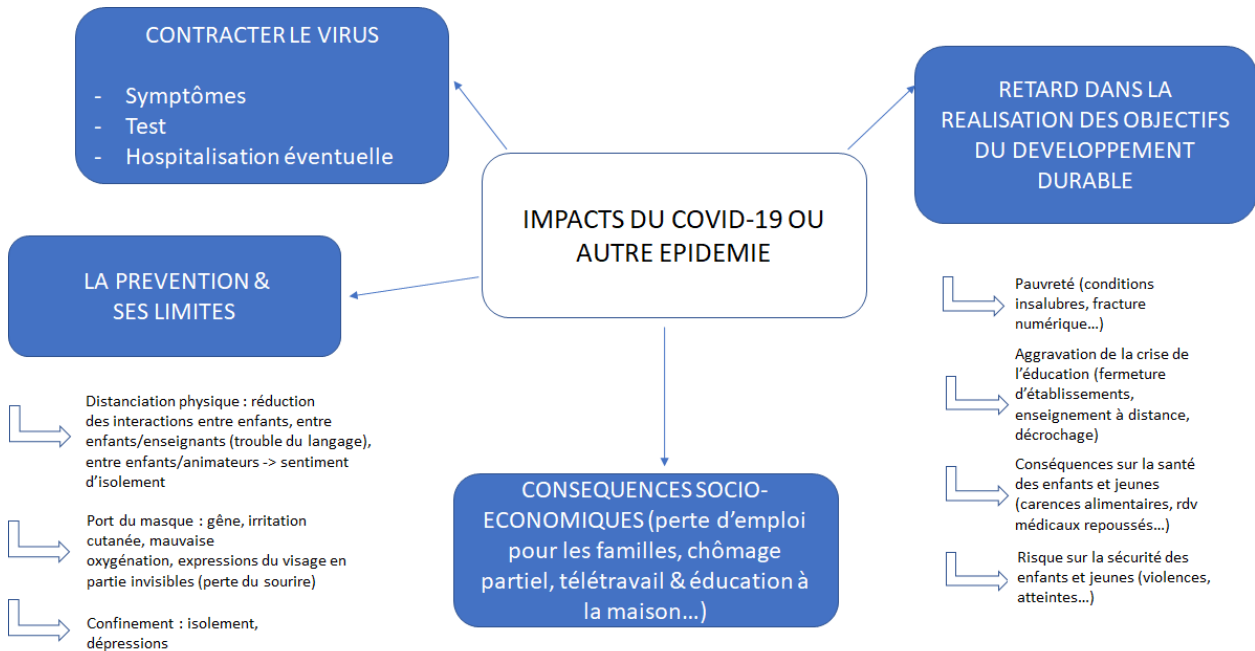 CONTRACTER LE VIRUS
- Symptômes
- Test
- Hospitalisation éventuelle
RETARD DANS LA
REALISATION DES OBJECTIFS
DU DEVELOPPEMENT
DURABLE
IMPACTS DU COVID-19 OU
AUTRE EPIDEMIE
LA PREVENTION &
SES LIMITES
Distanciation physique : réduction
des interactions entre enfants, entre
enfants/enseignants (trouble du langage),
entre enfants/animateurs -> sentiment
d'isolement
Port du masque : gêne, irritation
cutanée, mauvaise
oxygénation, expressions du visage en
partie invisibles (perte du sourire)
Confinement : isolement,
dépressions
CONSEQUENCES SOCIO-
ECONOMIQUES (perte d'emploi
pour les familles, chômage
partiel, télétravail & éducation à
la maison…)
Pauvreté (conditions
insalubres, fracture
numérique…)
Aggravation de la crise de
l'éducation (fermeture
d'établissements,
enseignement à distance,
décrochage)
Conséquences sur la santé
des enfants et jeunes
(carences alimentaires, rdv
médicaux repoussés…)
Risque sur la sécurité des
enfants et jeunes (violences,
atteintes…)